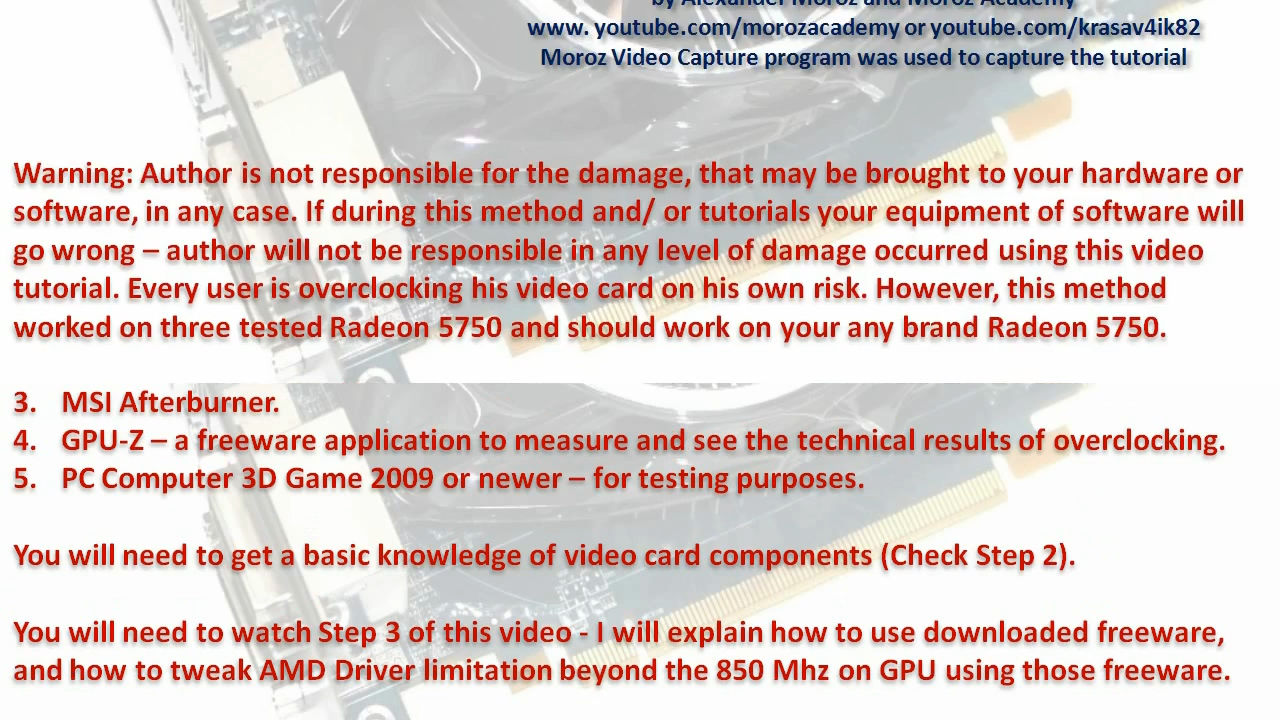 by Alexander Moroz and Moroz Academy
www. youtube.com/morozacademy or youtube.com/krasav4ik82
Moroz Video Capture program was used to capture the tutorial
Warning: Author is not responsible for the damage, that may be brought to your hardware or
software, in any case. If during this method and/ or tutorials your equipment of software will
go wrong – author will not be responsible in any level of damage occurred using this video
tutorial. Every user is overclocking his video card on his own risk. However, this method
worked on three tested Radeon 5750 and should work on your any brand Radeon 5750.
3. MSI Afterburner.
4. GPU-Z – a freeware application to measure and see the technical results of overclocking.
5. PC Computer 3D Game 2009 or newer – for testing purposes.
You will need to get a basic knowledge of video card components (Check Step 2).
You will need to watch Step 3 of this video - I will explain how to use downloaded freeware,
and how to tweak AMD Driver limitation beyond the 850 Mhz on GPU using those freeware.